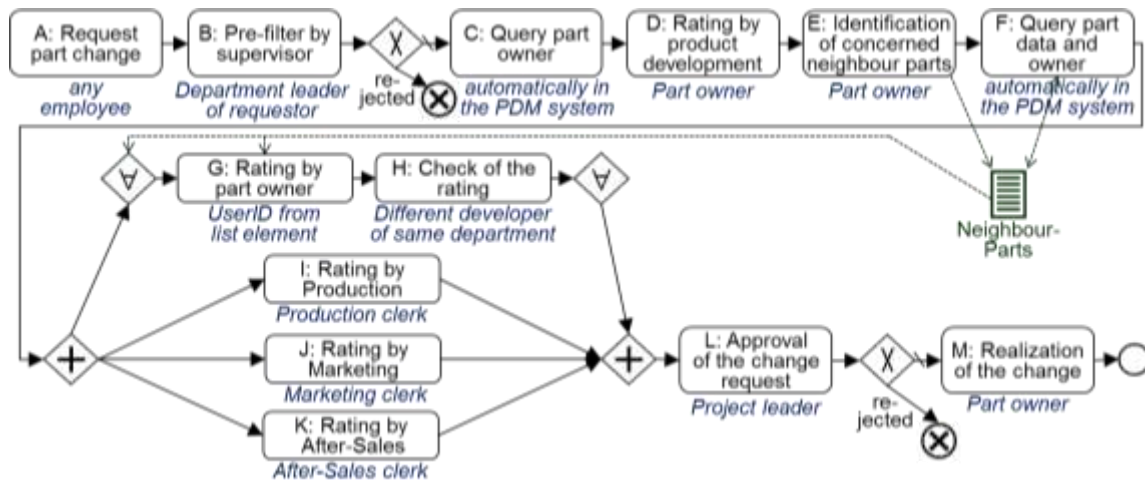 A: Request
part change
any
employee
B: Pre-filter by
supervisor
Department leader
of requestor
re-
jected
C: Query part
owner
automatically in
the PDM system
D: Rating by
product
development
Part owner
E: Identification
of concerned
neighbour parts
Part owner
F: Query part
data and
owner
automatically in
the PDM system
G: Rating by
part owner
UserID from
list element
H: Check of the
rating
Different developer
of same department
Neighbour-
Parts
I: Rating by
Production
Production clerk
J: Rating by
Marketing
Marketing clerk
K: Rating by
After-Sales
After-Sales clerk
L: Approval
of the change
request
Project leader
re-
jected
M: Realization
of the change
Part owner